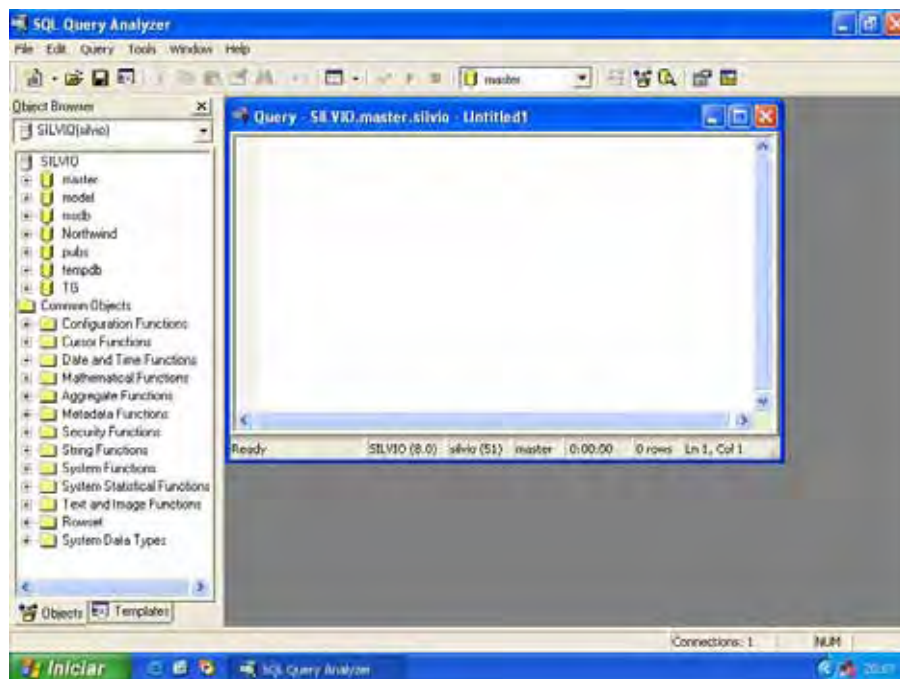 SQL Query Analyzer
File Edit Query Tools Window Help
master
Object Browser
SILVIO(silvio)
SILVIO
master
model
msdb
Northwind
pubs
tempdb
TG
Common Objects
Configuration Functions
Cursor Functions
Date and Time Functions
Mathematical Functions
Aggregate Functions
Metadata Functions
Security Functions
String Functions
System Functions
System Statistical Functions
Text and Image Functions
Rowset
System Data Types
Objects Templates
Query - SILVIO.master.silvio - Untitled1
Ready SILVIO (8.0) silvio (51) master 0:00:00 0 rows Ln 1, Col 1
Connections: 1 NUM
Iniciar SQL Query Analyzer